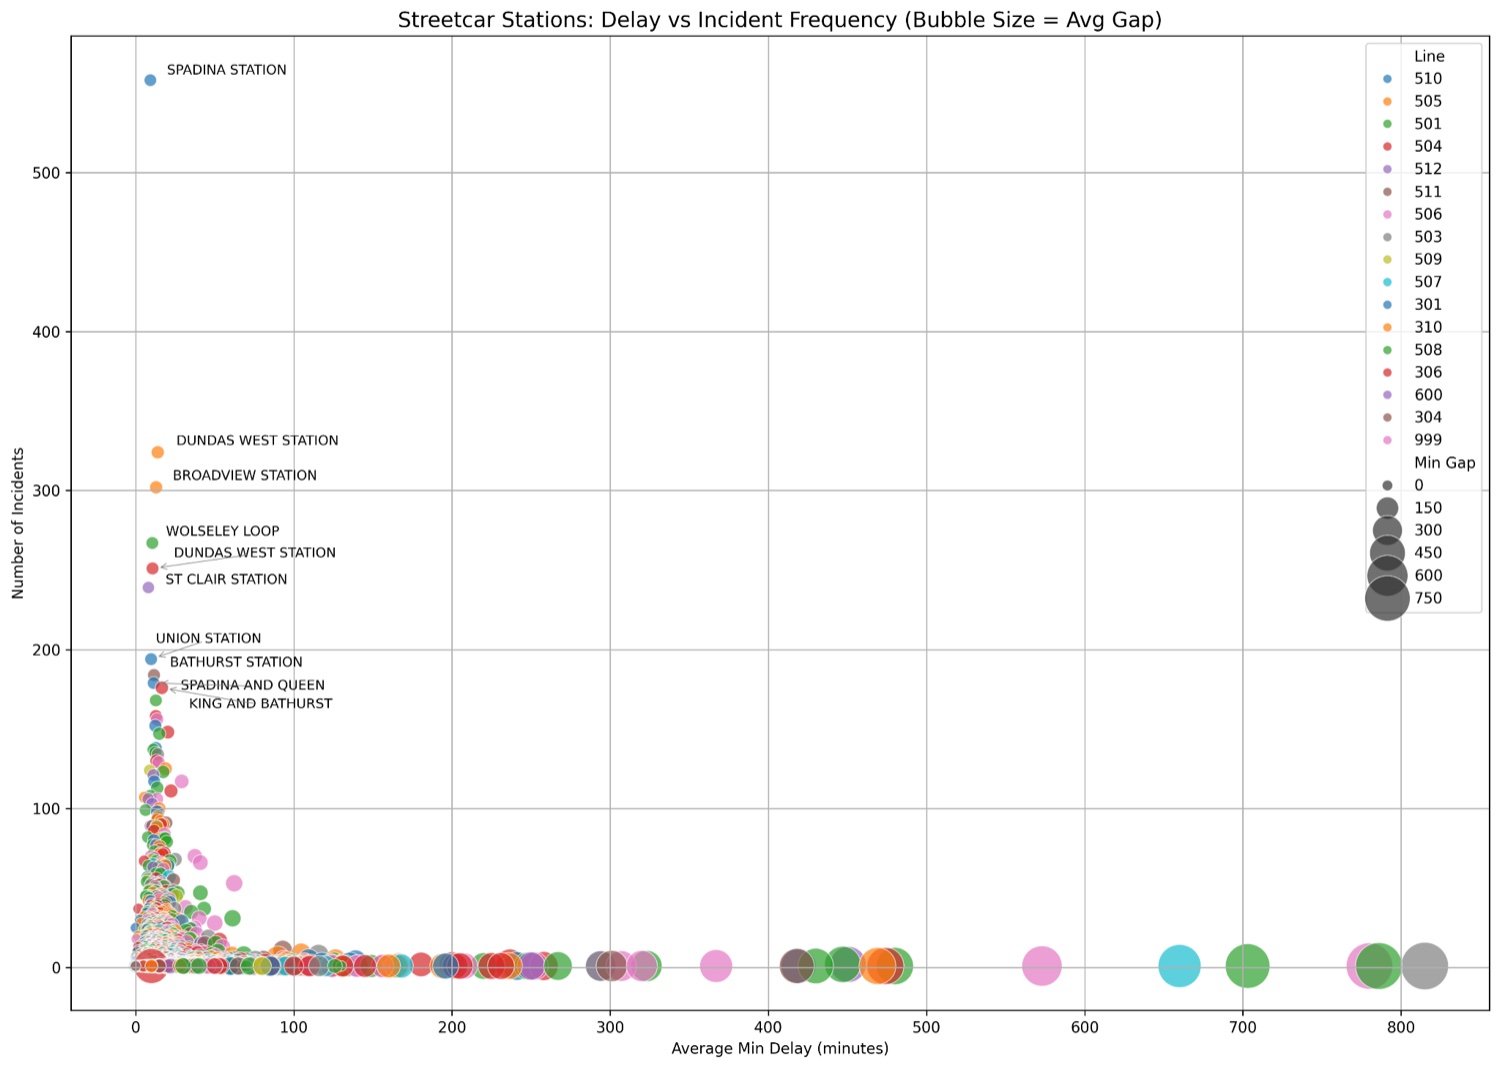 Streetcar Stations: Delay vs Incident Frequency (Bubble Size = Avg Gap)
SPADINA STATION
DUNDAS WEST STATION
BROADVIEW STATION
WOLSELEY LOOP
DUNDAS WEST STATION
ST CLAIR STATION
UNION STATION
BATHURST STATION
SPADINA AND QUEEN
KING AND BATHURST
Line
510
505
501
504
512
511
506
503
509
507
301
310
508
306
600
304
999
Min Gap
0
150
300
450
600
750
Number of Incidents
500
400
300
200
100
0
0 100 200 300 400 500 600 700 800
Average Min Delay (minutes)